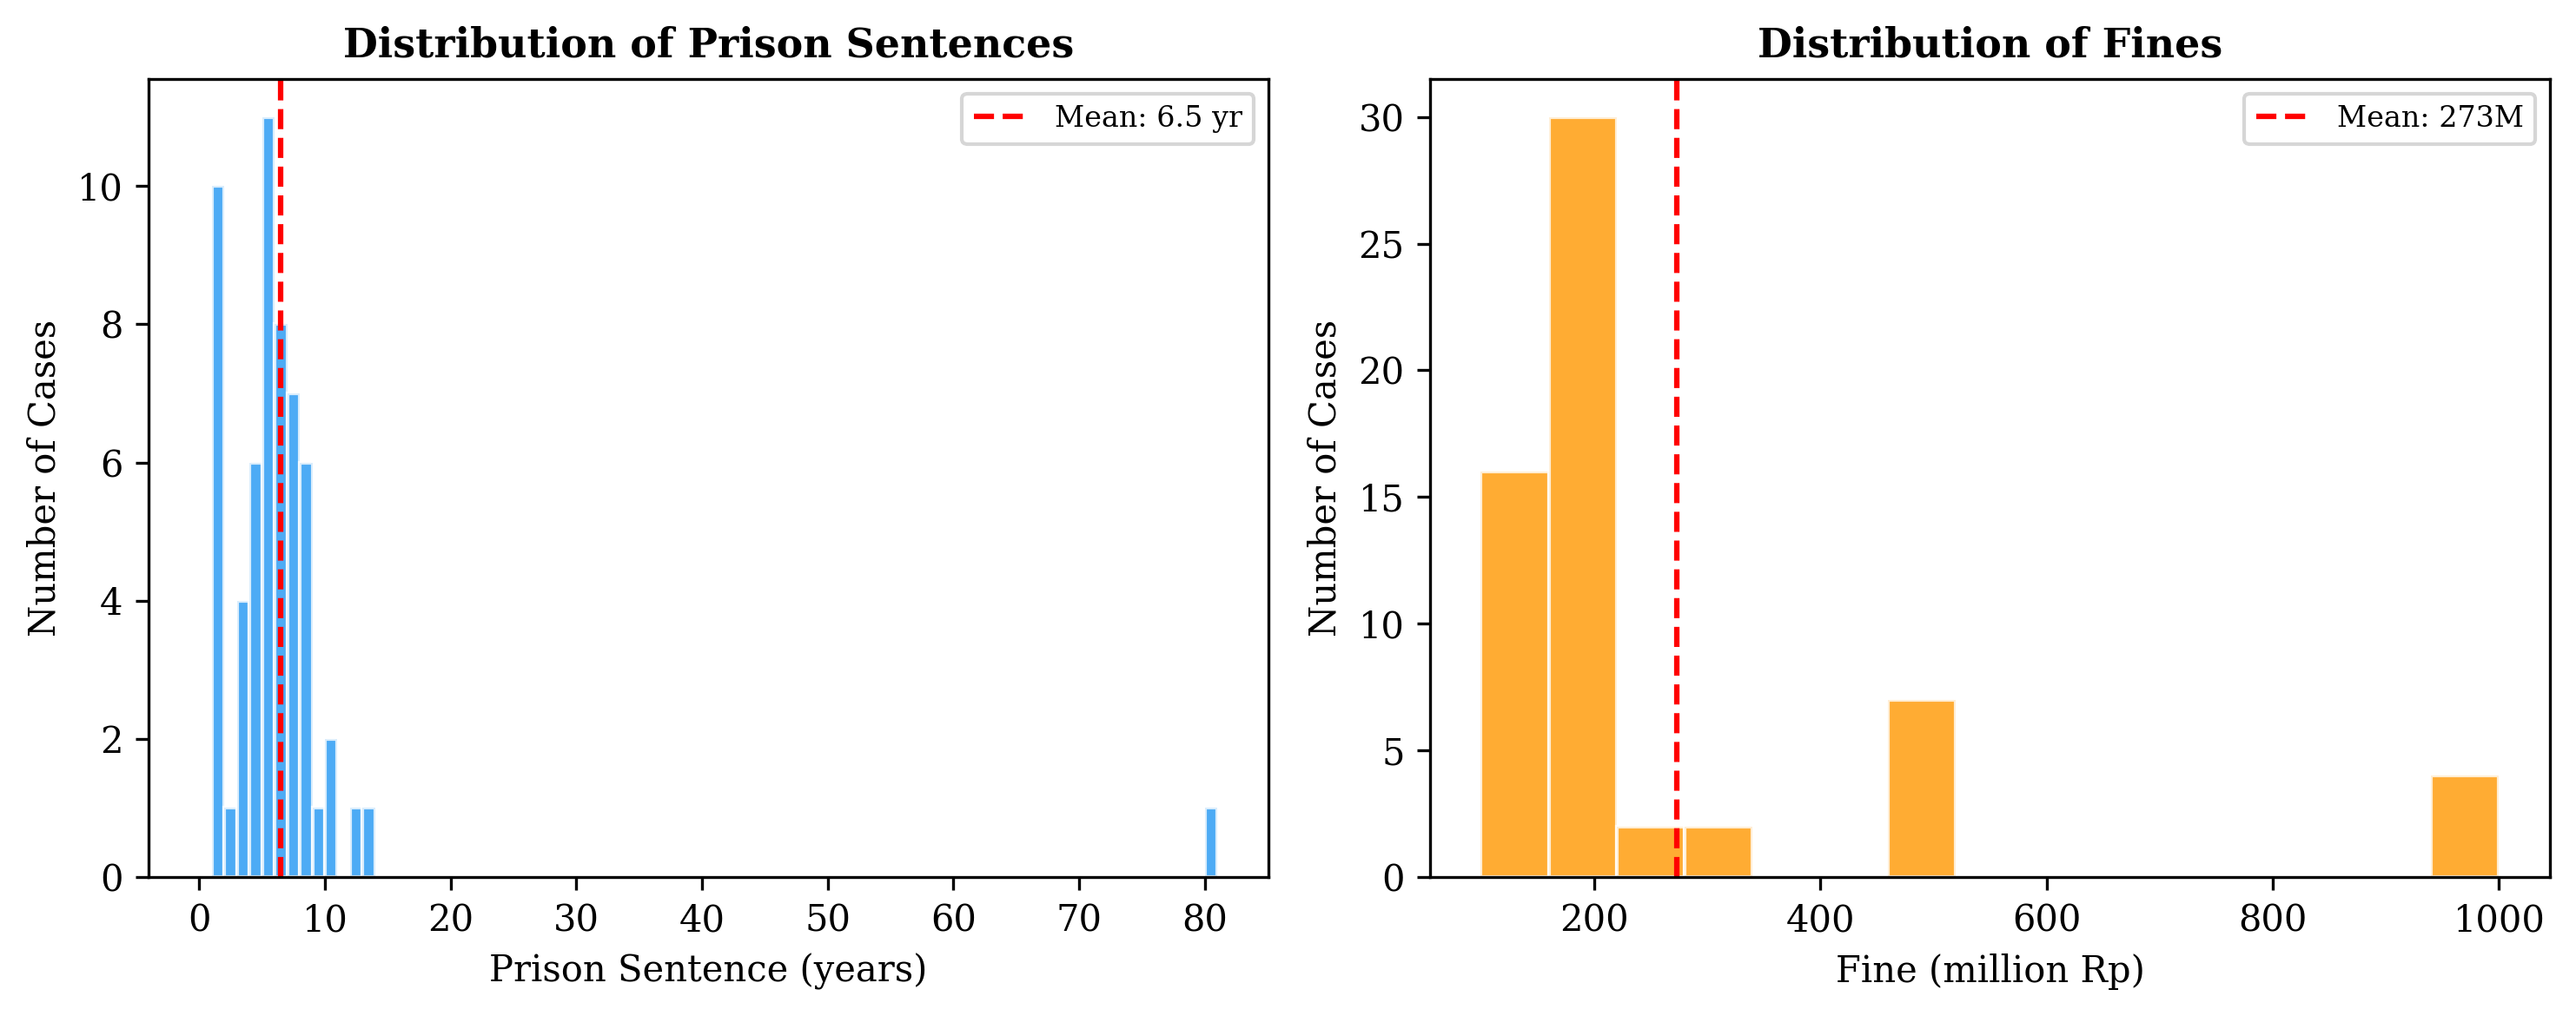 Distribution of Prison Sentences
Mean: 6.5 yr
Number of Cases
10
8
6
4
2
0
0 10 20 30 40 50 60 70 80
Prison Sentence (years)
Distribution of Fines
Mean: 273M
Number of Cases
30
25
20
15
10
5
0
200 400 600 800 1000
Fine (million Rp)